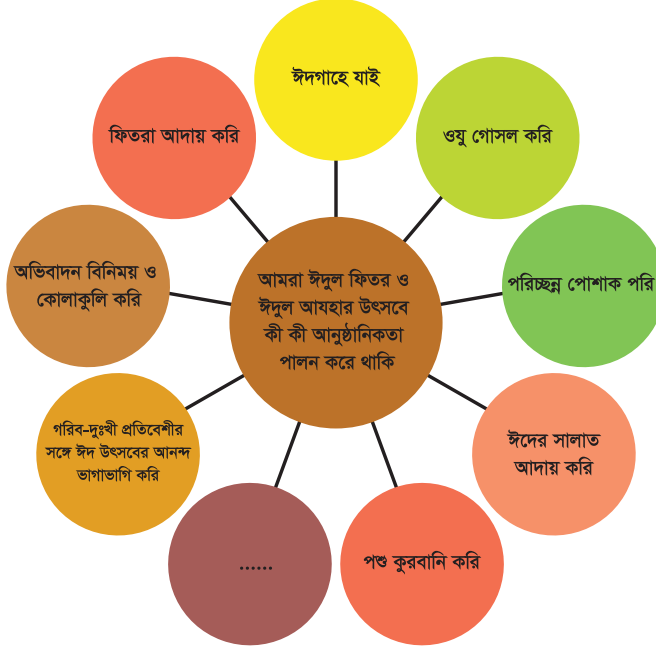 ঈদগাহে যাই
ফিতরা আদায় করি
ওযু গোসল করি
অভিবাদন বিনিময় ও
কোলাকুলি করি
আমরা ঈদুল ফিতর ও
ঈদুল আযহার উৎসবে
কী কী আনুষ্ঠানিকতা
পালন করে থাকি
পরিচ্ছন্ন পোশাক পরি
গরিব-দুঃখী প্রতিবেশীর
সঙ্গে ঈদ উৎসবের আনন্দ
ভাগাভাগি করি
ঈদের সালাত
আদায় করি
......
পশু কুরবানি করি